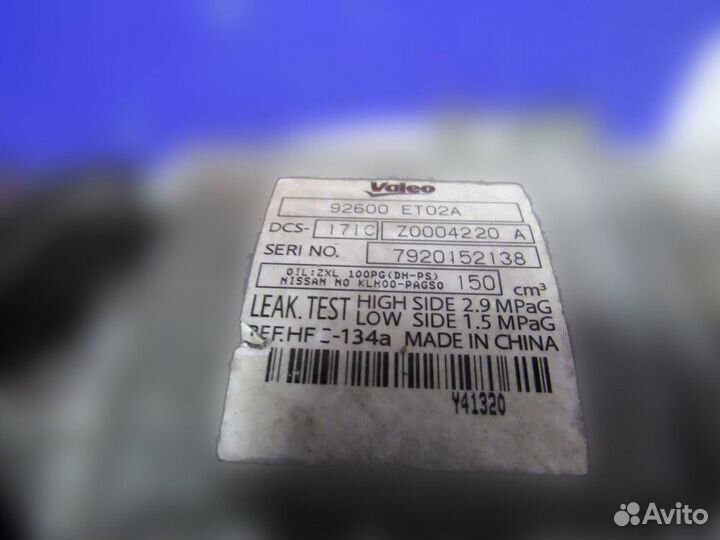 Valeo
92600 ET02A
DCS- 171C Z0004220 A
SERI NO. 7920152138
OIL:ZXL 100PG(DH-PS)
NISSAN NO KLH00-PAGS0 150 cm³
LEAK. TEST HIGH SIDE 2.9 MPaG
LOW SIDE 1.5 MPaG
REF.HFC-134a MADE IN CHINA
Y41320
Avito